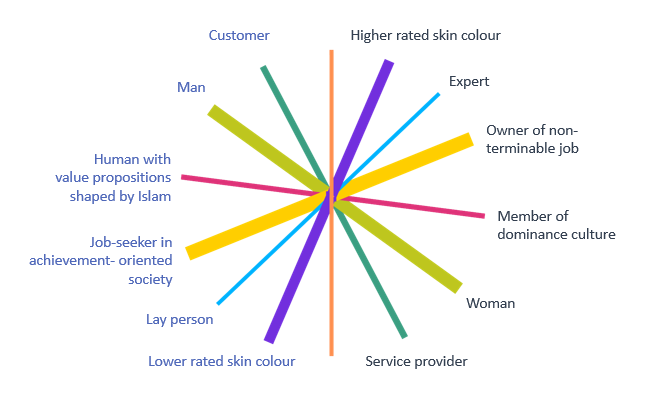 Customer
Higher rated skin colour
Man
Expert
Owner of non-
terminable job
Human with
value propositions
shaped by Islam
Member of
dominance culture
Job-seeker in
achievement- oriented
society
Woman
Lay person
Lower rated skin colour
Service provider